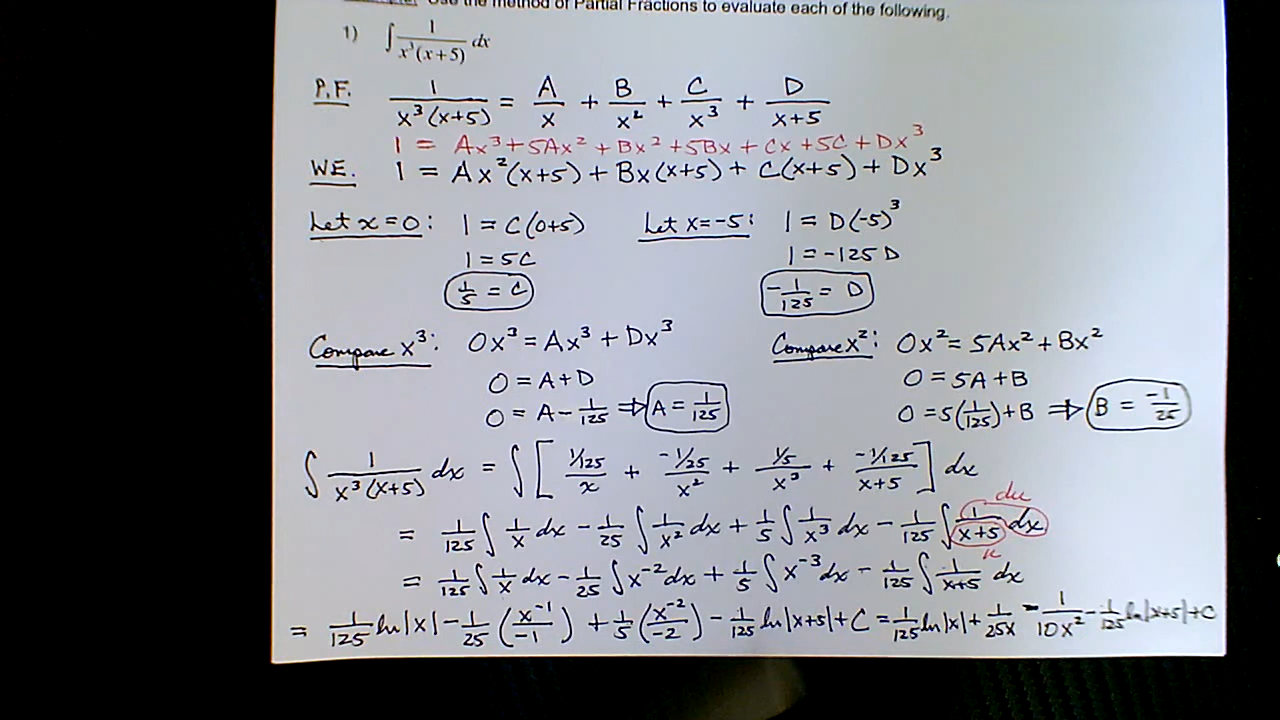 Use the method of Partial Fractions to evaluate each of the following.
1) ∫ 1/(x³(x+5)) dx
P.F. 1/(x³(x+5)) = A/x + B/x² + C/x³ + D/(x+5)
1 = Ax³+5Ax²+Bx²+5Bx+Cx+5C+Dx³
W.E. 1 = Ax²(x+5) + Bx(x+5) + C(x+5) + Dx³
Let x=0: 1 = C(0+5) Let x=-5: 1 = D(-5)³
1 = 5C 1 = -125D
1/5 = C -1/125 = D
Compare x³: 0x³ = Ax³ + Dx³ Compare x²: 0x² = 5Ax² + Bx²
0 = A+D 0 = 5A+B
0 = A - 1/125 ⇒ A = 1/125 0 = 5(1/125)+B ⇒ B = -1/25
∫ 1/(x³(x+5)) dx = ∫ [ (1/125)/x + (-1/25)/x² + (1/5)/x³ + (-1/125)/(x+5) ] dx
du
= 1/125 ∫ 1/x dx - 1/25 ∫ 1/x² dx + 1/5 ∫ 1/x³ dx - 1/125 ∫ 1/(x+5) dx
u
= 1/125 ∫ 1/x dx - 1/25 ∫ x⁻² dx + 1/5 ∫ x⁻³ dx - 1/125 ∫ 1/(x+5) dx
= 1/125 ln|x| - 1/25 (x⁻¹/-1) + 1/5 (x⁻²/-2) - 1/125 ln|x+5| + C = 1/125 ln|x| + 1/25x - 1/10x² - 1/125 ln|x+5| + C